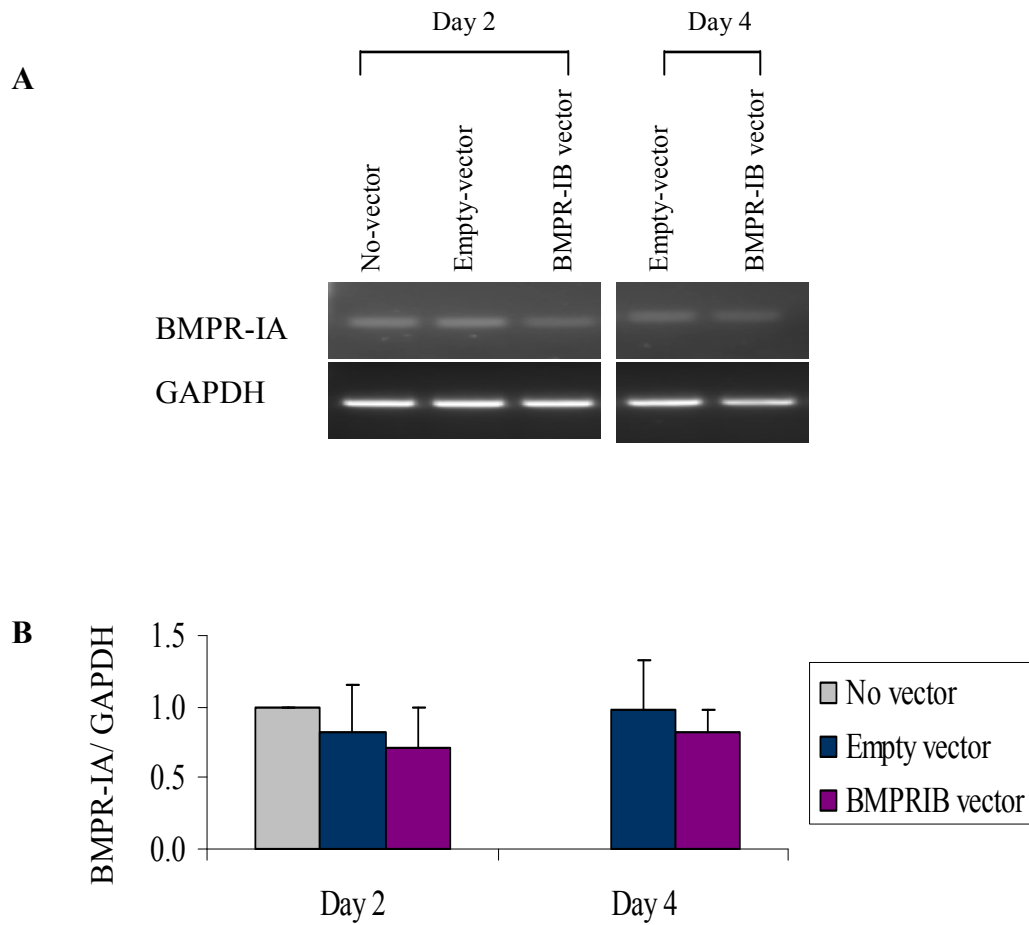 Day 2
Day 4
A
No-vector
Empty-vector
BMPR-IB vector
Empty-vector
BMPR-IB vector
BMPR-IA
GAPDH
B
BMPR-IA/ GAPDH
1.5
1.0
0.5
0.0
Day 2
Day 4
No vector
Empty vector
BMPRIB vector